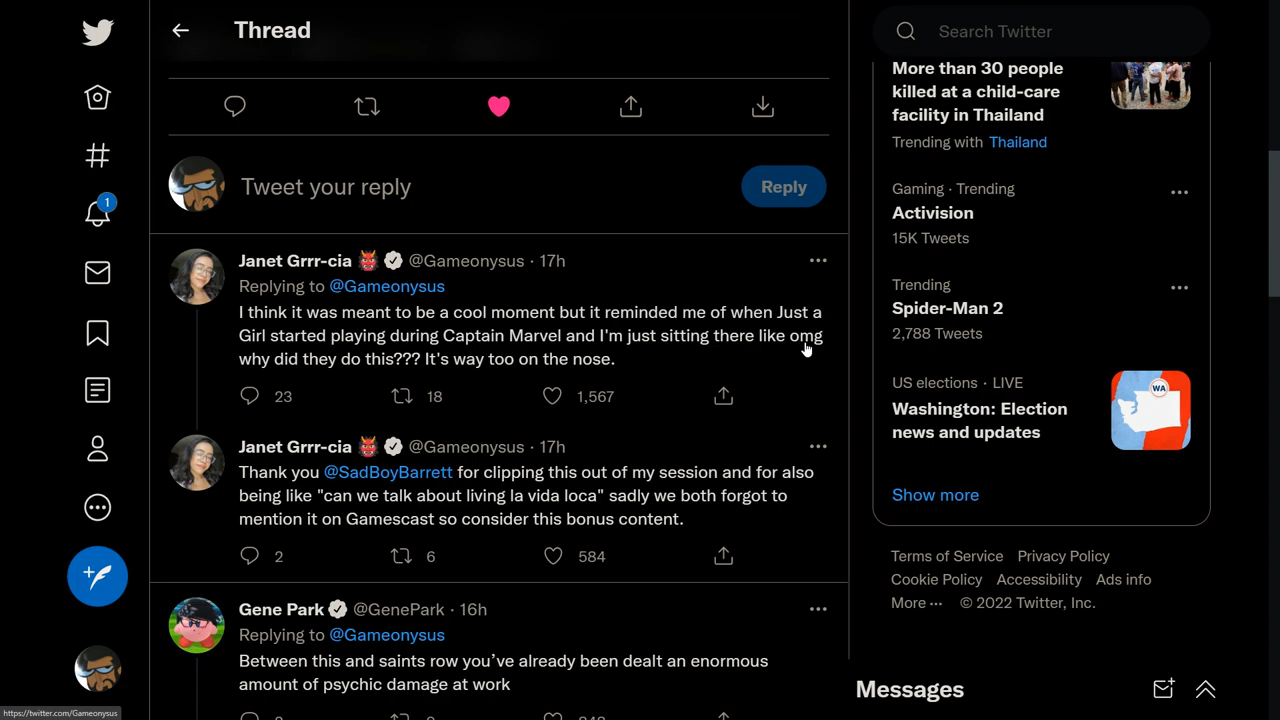 Thread
Search Twitter
Tweet your reply
Reply
Janet Grrr-cia 👹 @Gameonysus · 17h
Replying to @Gameonysus
I think it was meant to be a cool moment but it reminded me of when Just a
Girl started playing during Captain Marvel and I'm just sitting there like omg
why did they do this??? It's way too on the nose.
23 18 1,567
Janet Grrr-cia 👹 @Gameonysus · 17h
Thank you @SadBoyBarrett for clipping this out of my session and for also
being like "can we talk about living la vida loca" sadly we both forgot to
mention it on Gamescast so consider this bonus content.
2 6 584
Gene Park @GenePark · 16h
Replying to @Gameonysus
Between this and saints row you’ve already been dealt an enormous
amount of psychic damage at work
More than 30 people
killed at a child-care
facility in Thailand
Trending with Thailand
Gaming · Trending
Activision
15K Tweets
Trending
Spider-Man 2
2,788 Tweets
US elections · LIVE
Washington: Election
news and updates
WA
Show more
Terms of Service Privacy Policy
Cookie Policy Accessibility Ads info
More ··· © 2022 Twitter, Inc.
Messages
1
https://twitter.com/Gameonysus